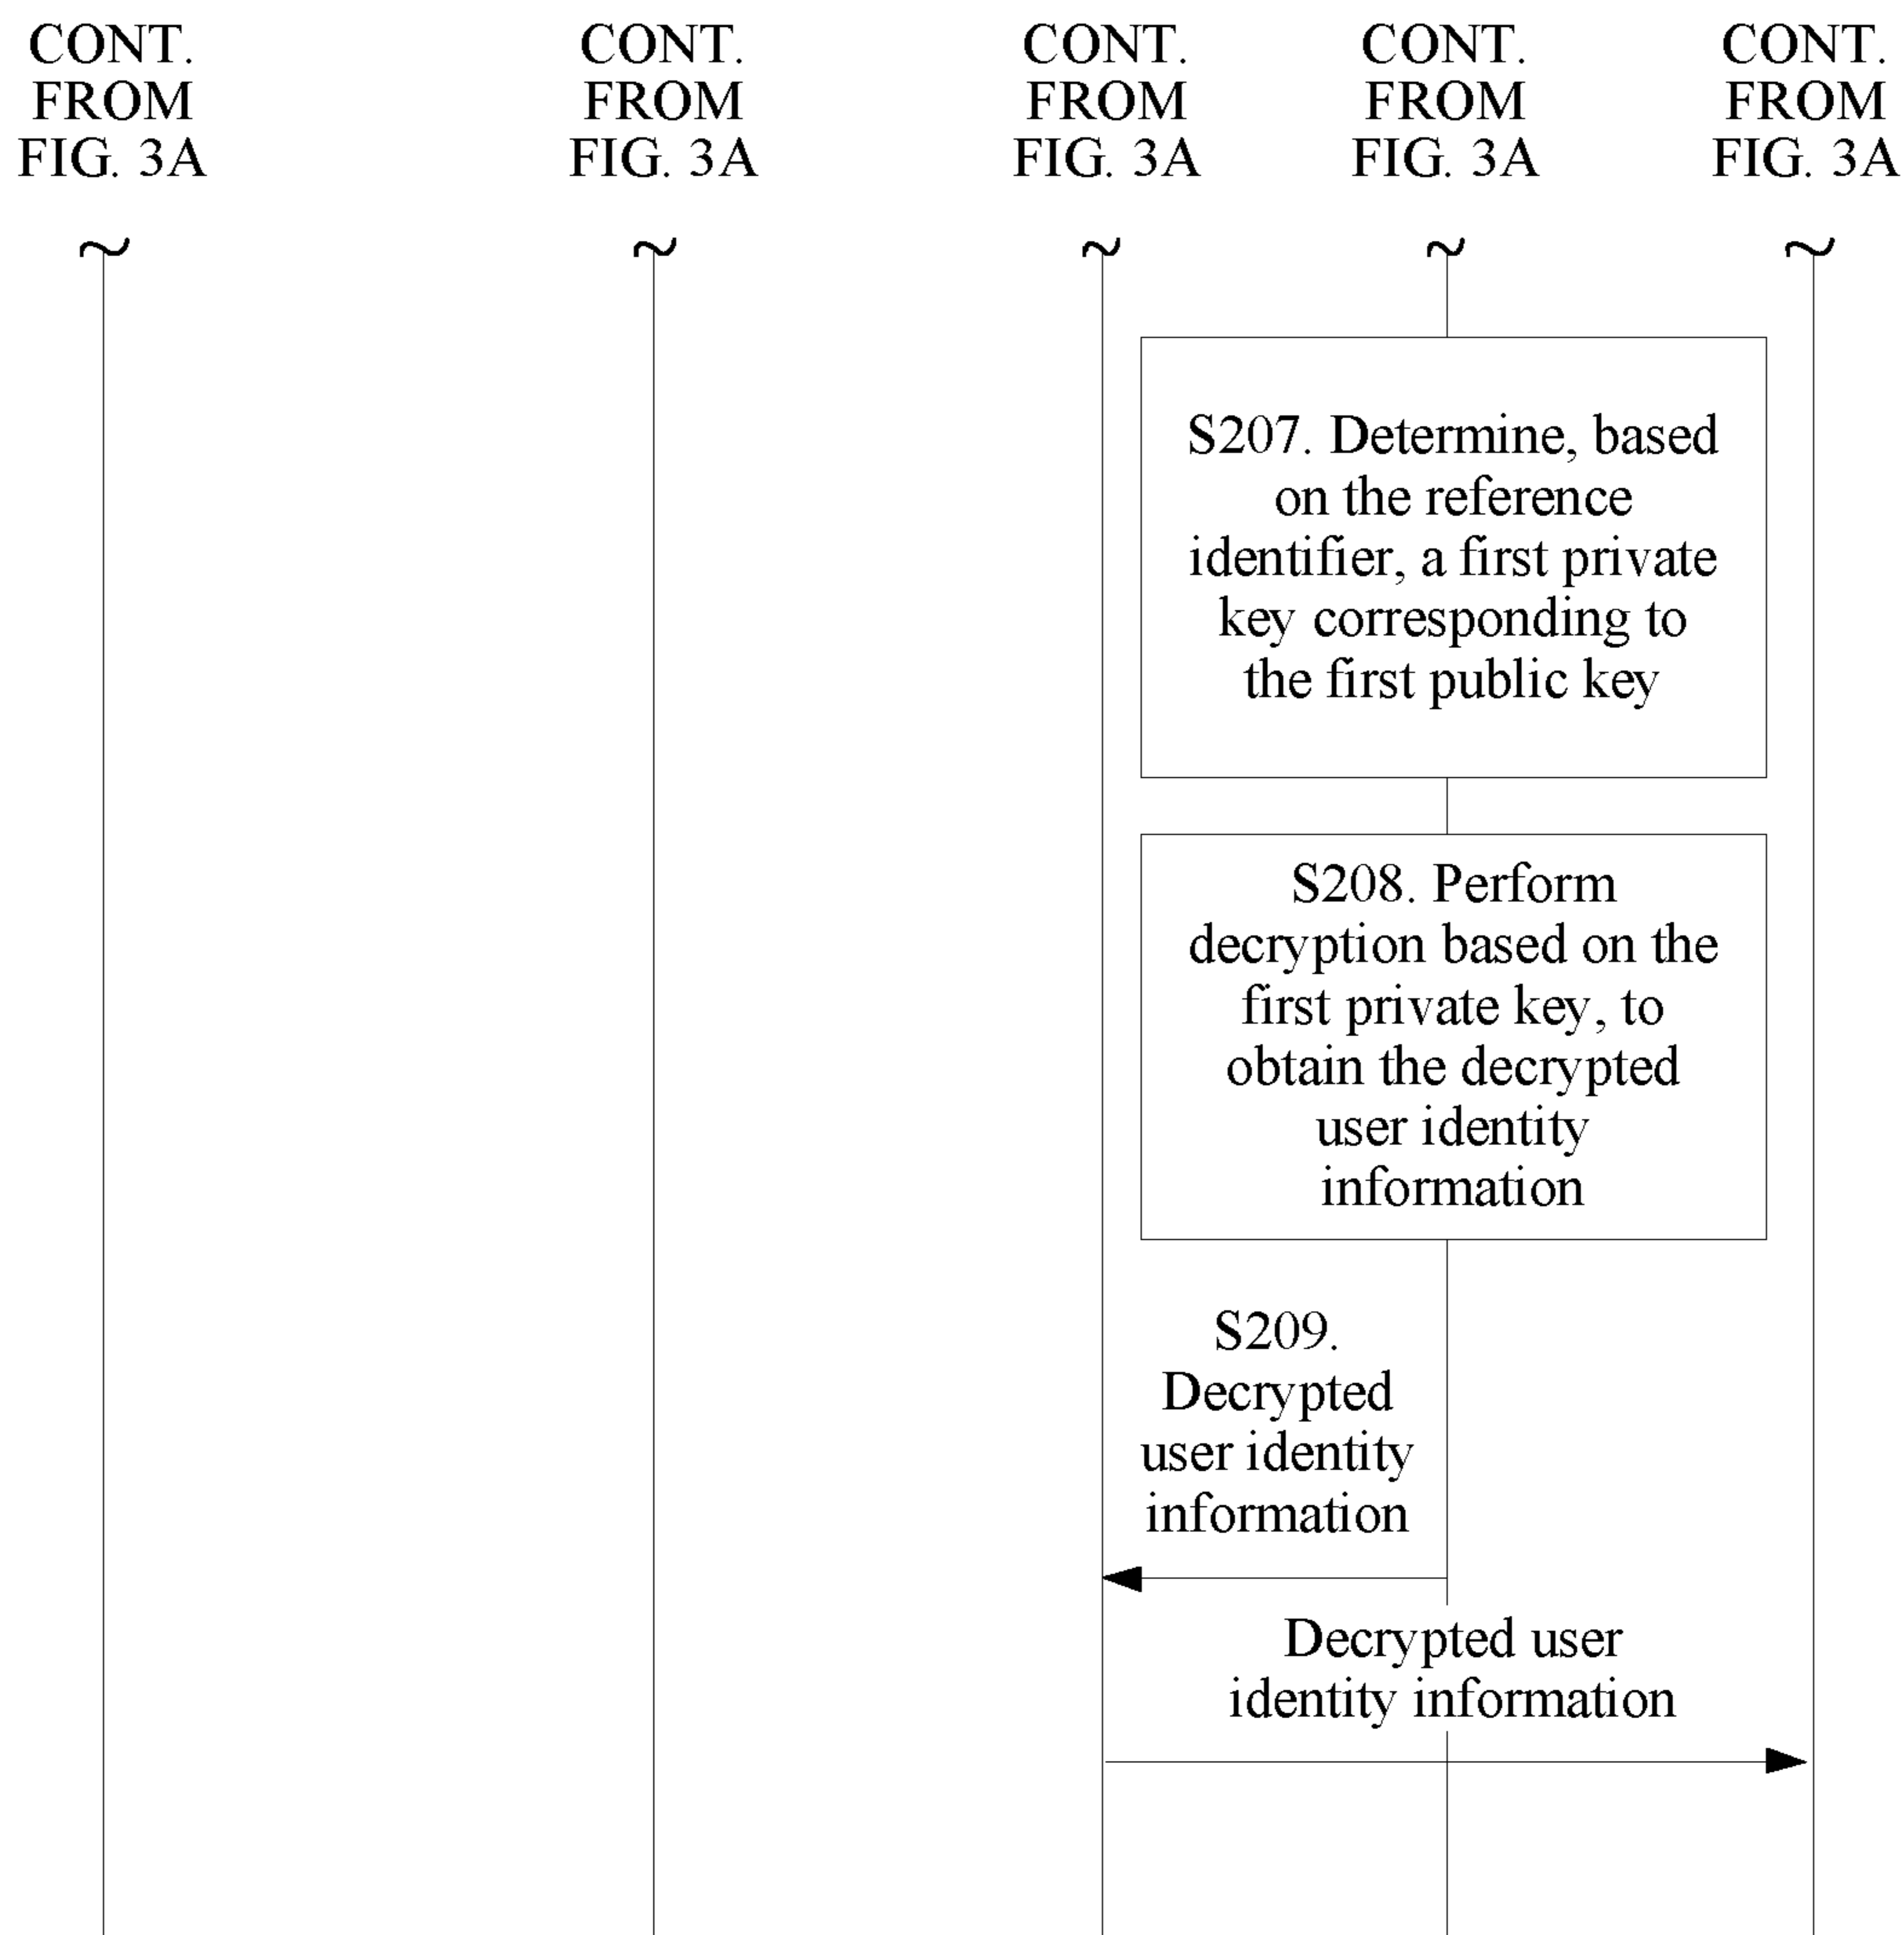 CONT.
FROM
FIG. 3A
CONT.
FROM
FIG. 3A
CONT.
FROM
FIG. 3A
CONT.
FROM
FIG. 3A
CONT.
FROM
FIG. 3A
S207. Determine, based
on the reference
identifier, a first private
key corresponding to
the first public key
S208. Perform
decryption based on the
first private key, to
obtain the decrypted
user identity
information
S209.
Decrypted
user identity
information
Decrypted user
identity information